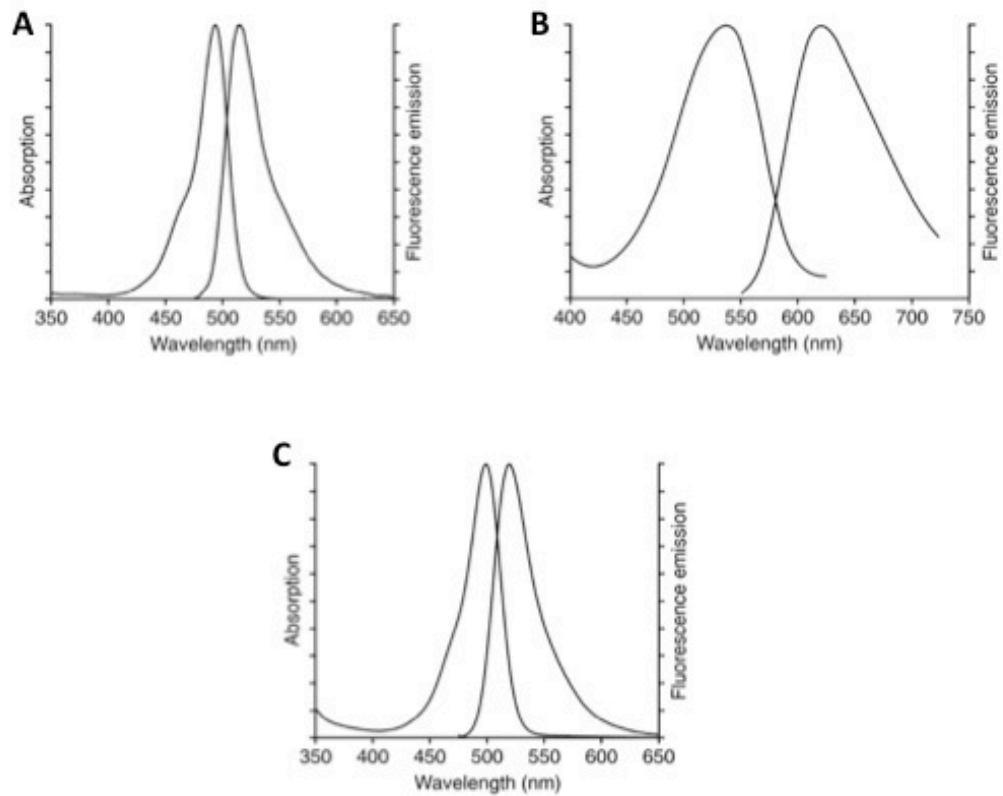 A
Absorption
Fluorescence emission
350 400 450 500 550 600 650
Wavelength (nm)
B
Absorption
Fluorescence emission
400 450 500 550 600 650 700 750
Wavelength (nm)
C
Absorption
Fluorescence emission
350 400 450 500 550 600 650
Wavelength (nm)